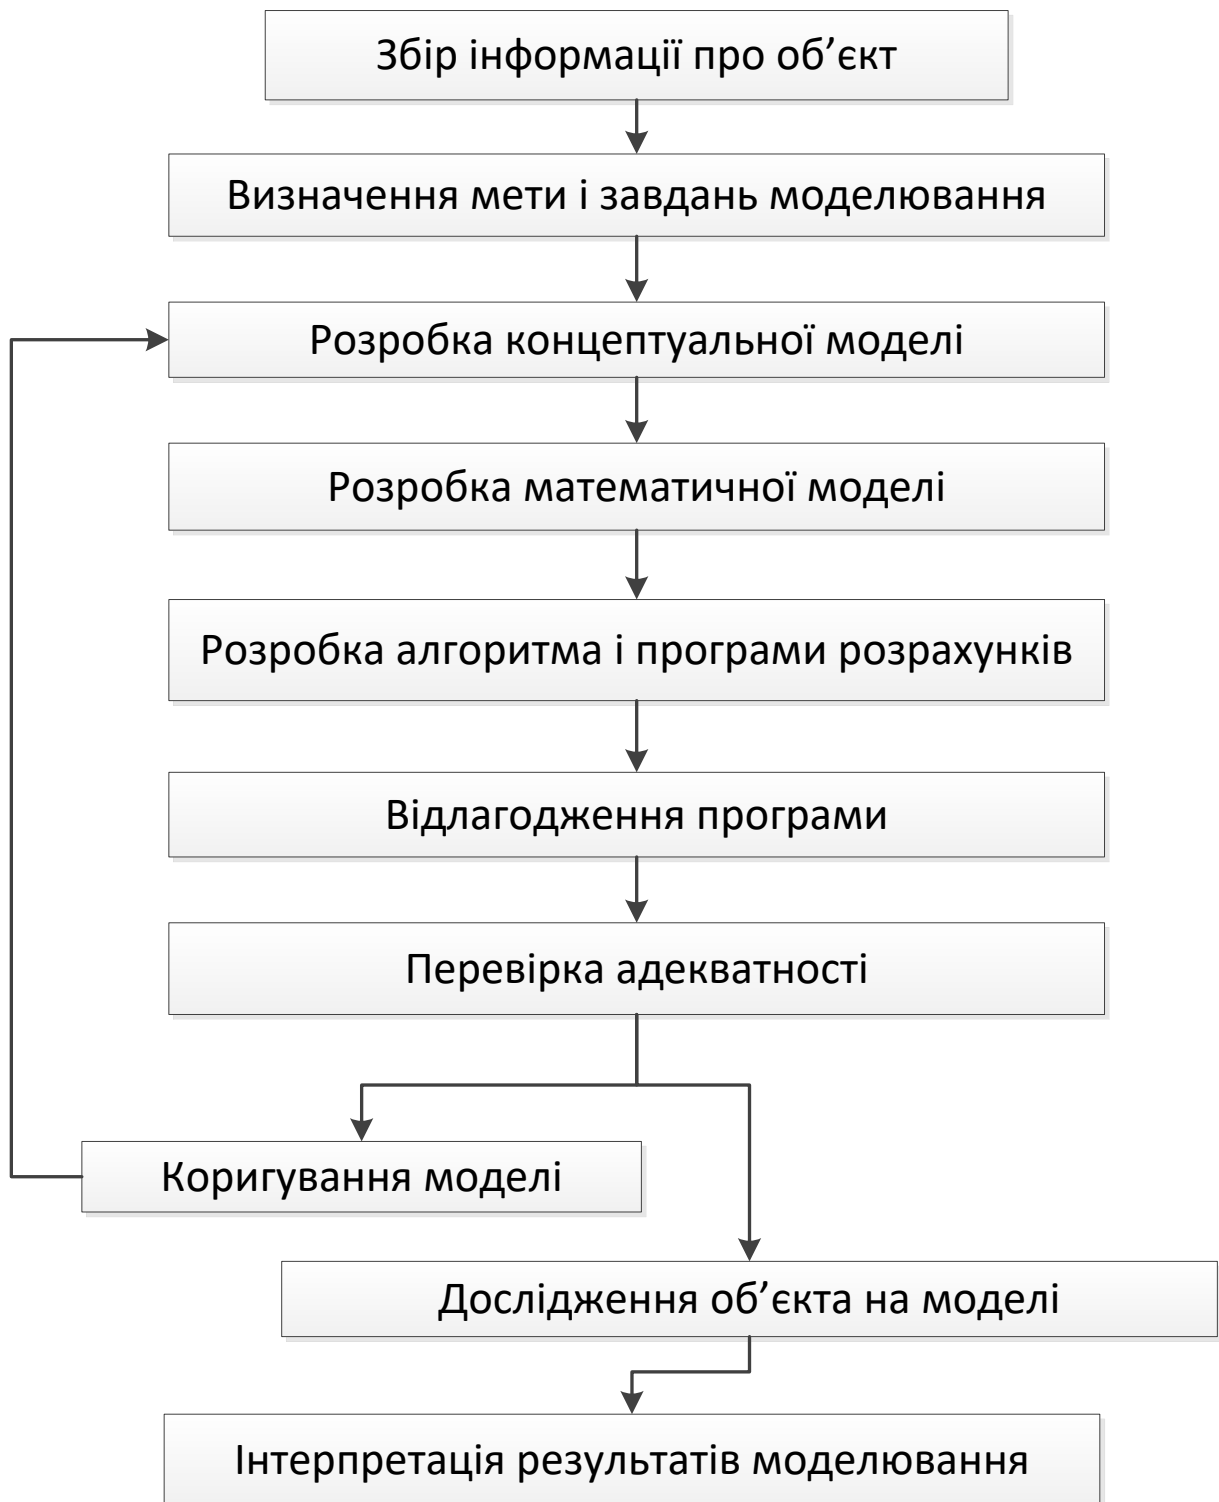 Збір інформації про об’єкт
Визначення мети і завдань моделювання
Розробка концептуальної моделі
Розробка математичної моделі
Розробка алгоритма і програми розрахунків
Відлагодження програми
Перевірка адекватності
Коригування моделі
Дослідження об’єкта на моделі
Інтерпретація результатів моделювання